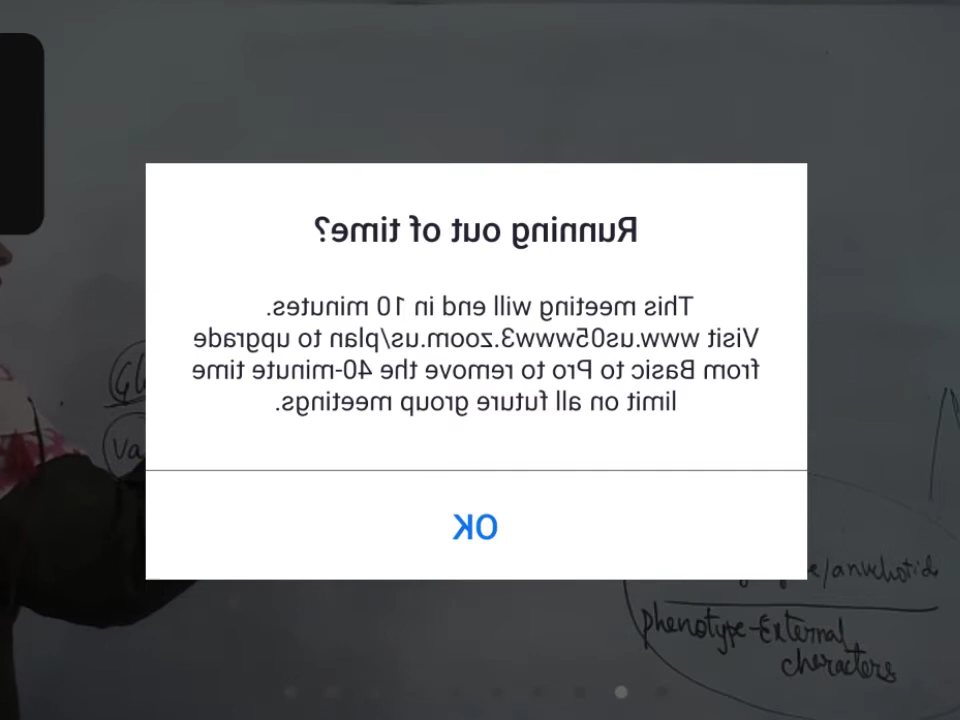 Running out of time?
This meeting will end in 10 minutes.
Visit www.us05www3.zoom.us/plan to upgrade
from Basic to Pro to remove the 40-minute time
limit on all future group meetings.
OK
phenotype-External
characters